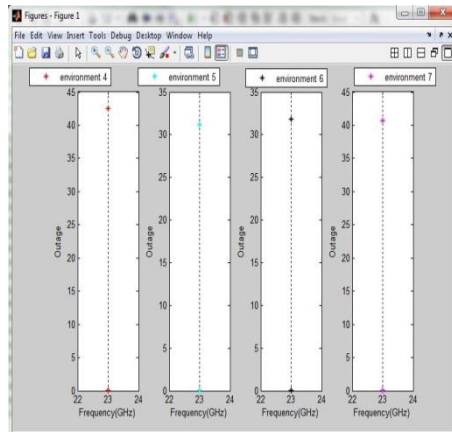 Figures - Figure 1
File Edit View Insert Tools Debug Desktop Window Help
environment 4
environment 5
environment 6
environment 7
45
40
35
30
25
20
15
10
5
0
Outage
22 23 24
Frequency(GHz)
35
30
25
20
15
10
5
0
Outage
22 23 24
Frequency(GHz)
35
30
25
20
15
10
5
0
Outage
22 23 24
Frequency(GHz)
45
40
35
30
25
20
15
10
5
0
Outage
22 23 24
Frequency(GHz)